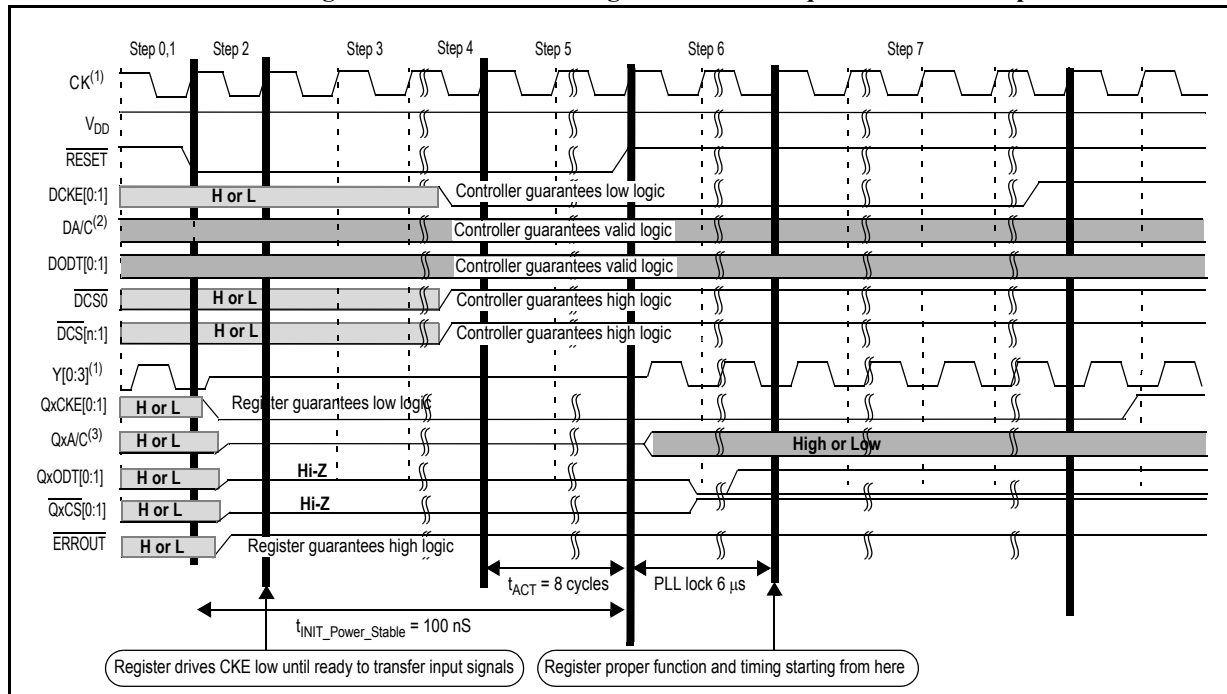 Step 0,1 Step 2 Step 3 Step 4 Step 5 Step 6 Step 7
CK(1)
VDD
RESET
DCKE[0:1] H or L Controller guarantees low logic
DA/C(2) Controller guarantees valid logic
DODT[0:1] Controller guarantees valid logic
DCS0 H or L Controller guarantees high logic
DCS[n:1] H or L Controller guarantees high logic
Y[0:3](1)
QxCKE[0:1] H or L Register guarantees low logic
QxA/C(3) H or L High or Low
QxODT[0:1] H or L Hi-Z
QxCS[0:1] H or L Hi-Z
ERROUT H or L Register guarantees high logic
tACT = 8 cycles PLL lock 6 μs
tINIT_Power_Stable = 100 nS
Register drives CKE low until ready to transfer input signals Register proper function and timing starting from here